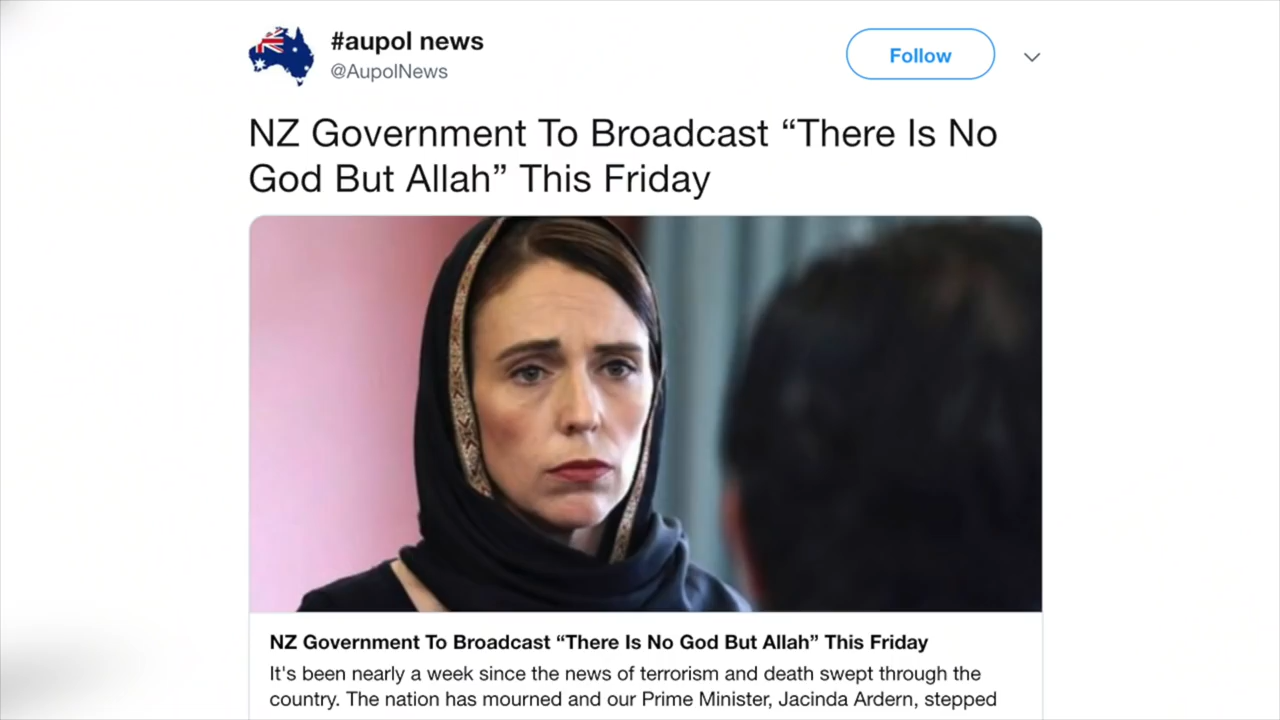 #aupol news
@AupolNews
Follow
NZ Government To Broadcast “There Is No
God But Allah” This Friday
NZ Government To Broadcast “There Is No God But Allah” This Friday
It's been nearly a week since the news of terrorism and death swept through the
country. The nation has mourned and our Prime Minister, Jacinda Ardern, stepped